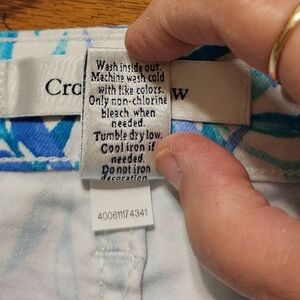 Cro
w
Wash inside out.
Machine wash cold
with like colors.
Only non-chlorine
bleach when
needed.
Tumble dry low.
Cool iron if
needed.
Do not iron
decoration
400611174341